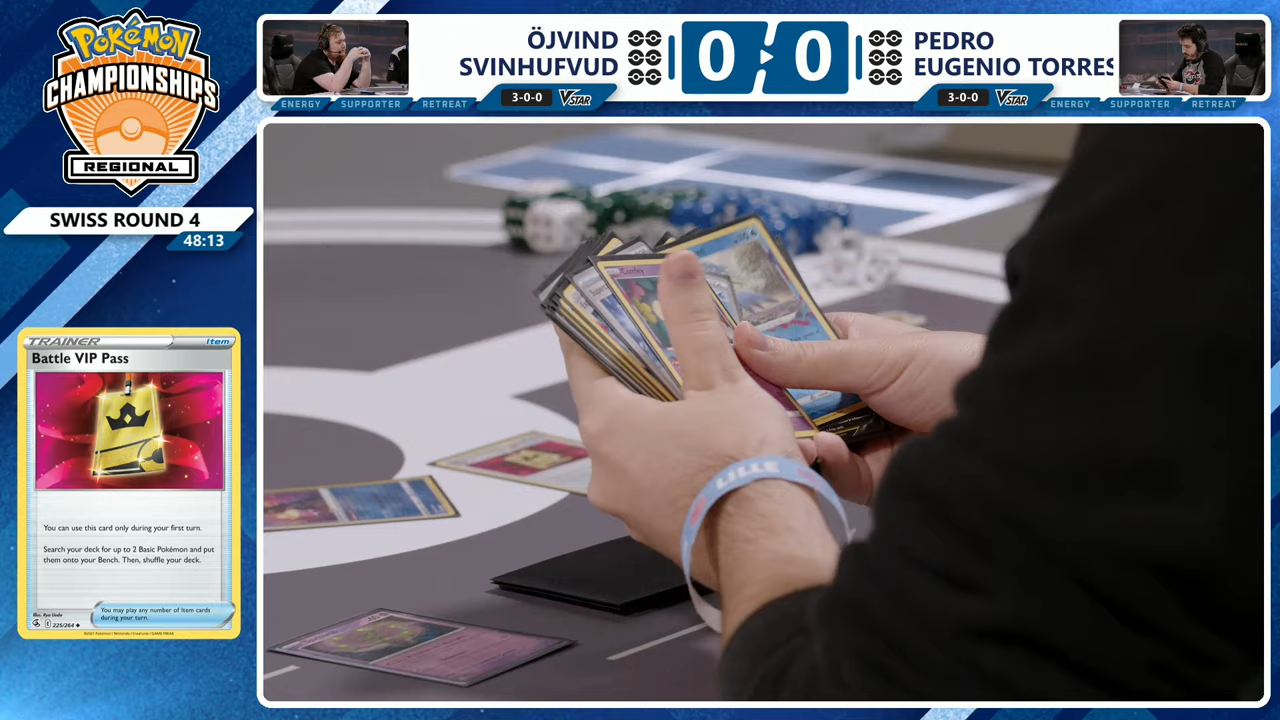 Pokémon
CHAMPIONSHIPS
REGIONAL
SWISS ROUND 4
48:13
ÖJVIND
SVINHUFVUD
0 0
PEDRO
EUGENIO TORRES
ENERGY SUPPORTER RETREAT
3-0-0 VSTAR
3-0-0 VSTAR
ENERGY SUPPORTER RETREAT
TRAINER Item
Battle VIP Pass
You can use this card only during your first turn.
Search your deck for up to 2 Basic Pokémon and put
them onto your Bench. Then, shuffle your deck.
You may play any number of Item cards
during your turn.
225/264
LILLE